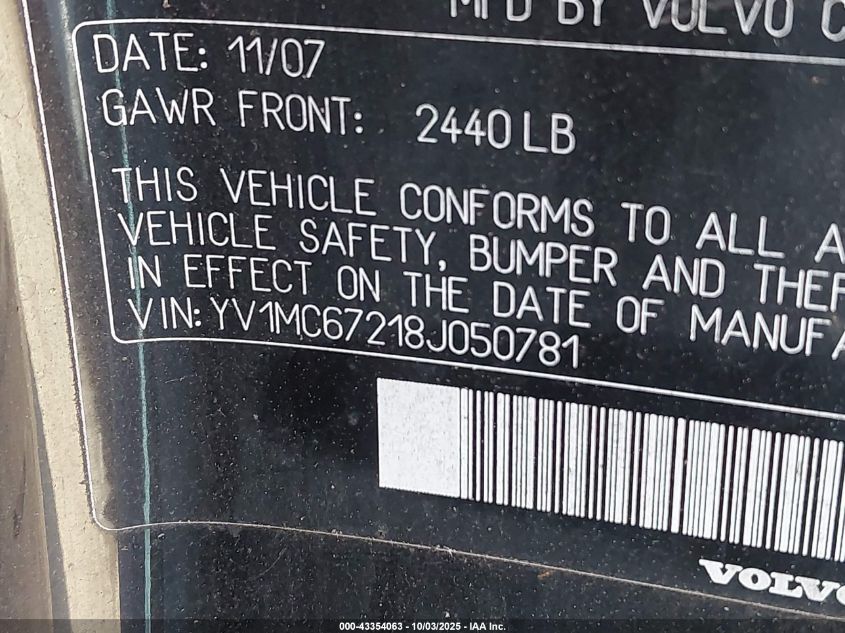 MFD BY VOLVO C
DATE: 11/07
GAWR FRONT: 2440 LB
THIS VEHICLE CONFORMS TO ALL A
VEHICLE SAFETY, BUMPER AND THEF
IN EFFECT ON THE DATE OF MANUFA
VIN: YV1MC67218J050781
VOLVO
000-43354063 - 10/03/2025 - IAA Inc.